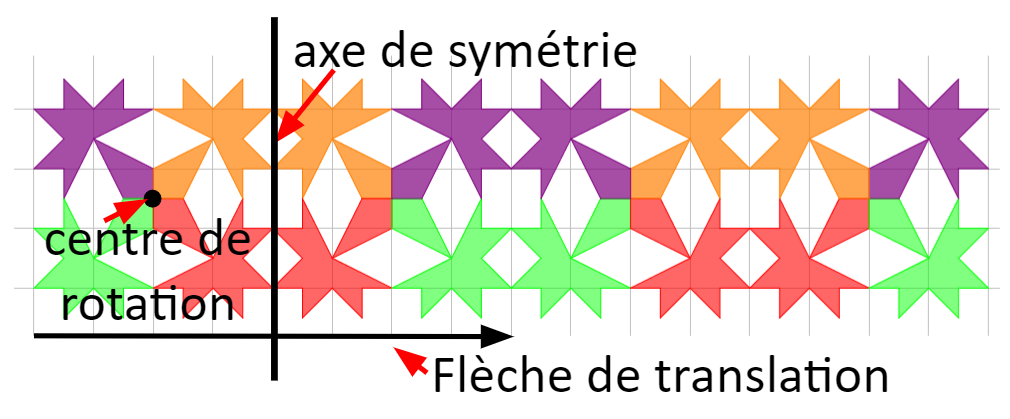 axe de symétrie
centre de
rotation
Flèche de translation